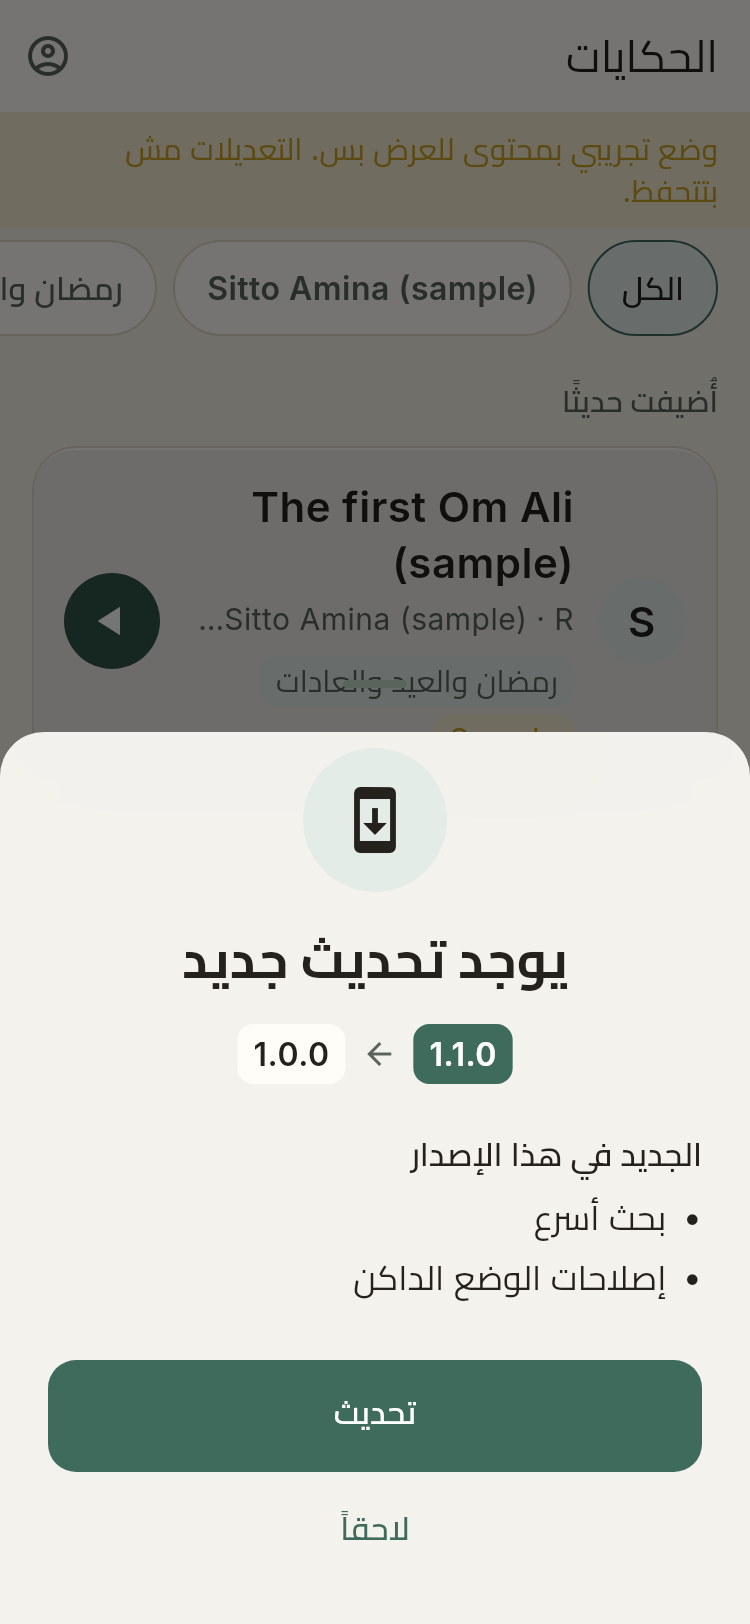 الحكايات
وضع تجريبي بمحتوى للعرض بس. التعديلات مش
بتتحفظ.
الكل
Sitto Amina (sample)
رمضان وا
أُضيفت حديثًا
The first Om Ali
(sample)
S
Sitto Amina (sample) · R...
رمضان والعيد والعادات
يوجد تحديث جديد
1.1.0 ← 1.0.0
الجديد في هذا الإصدار
• بحث أسرع
• إصلاحات الوضع الداكن
تحديث
لاحقاً